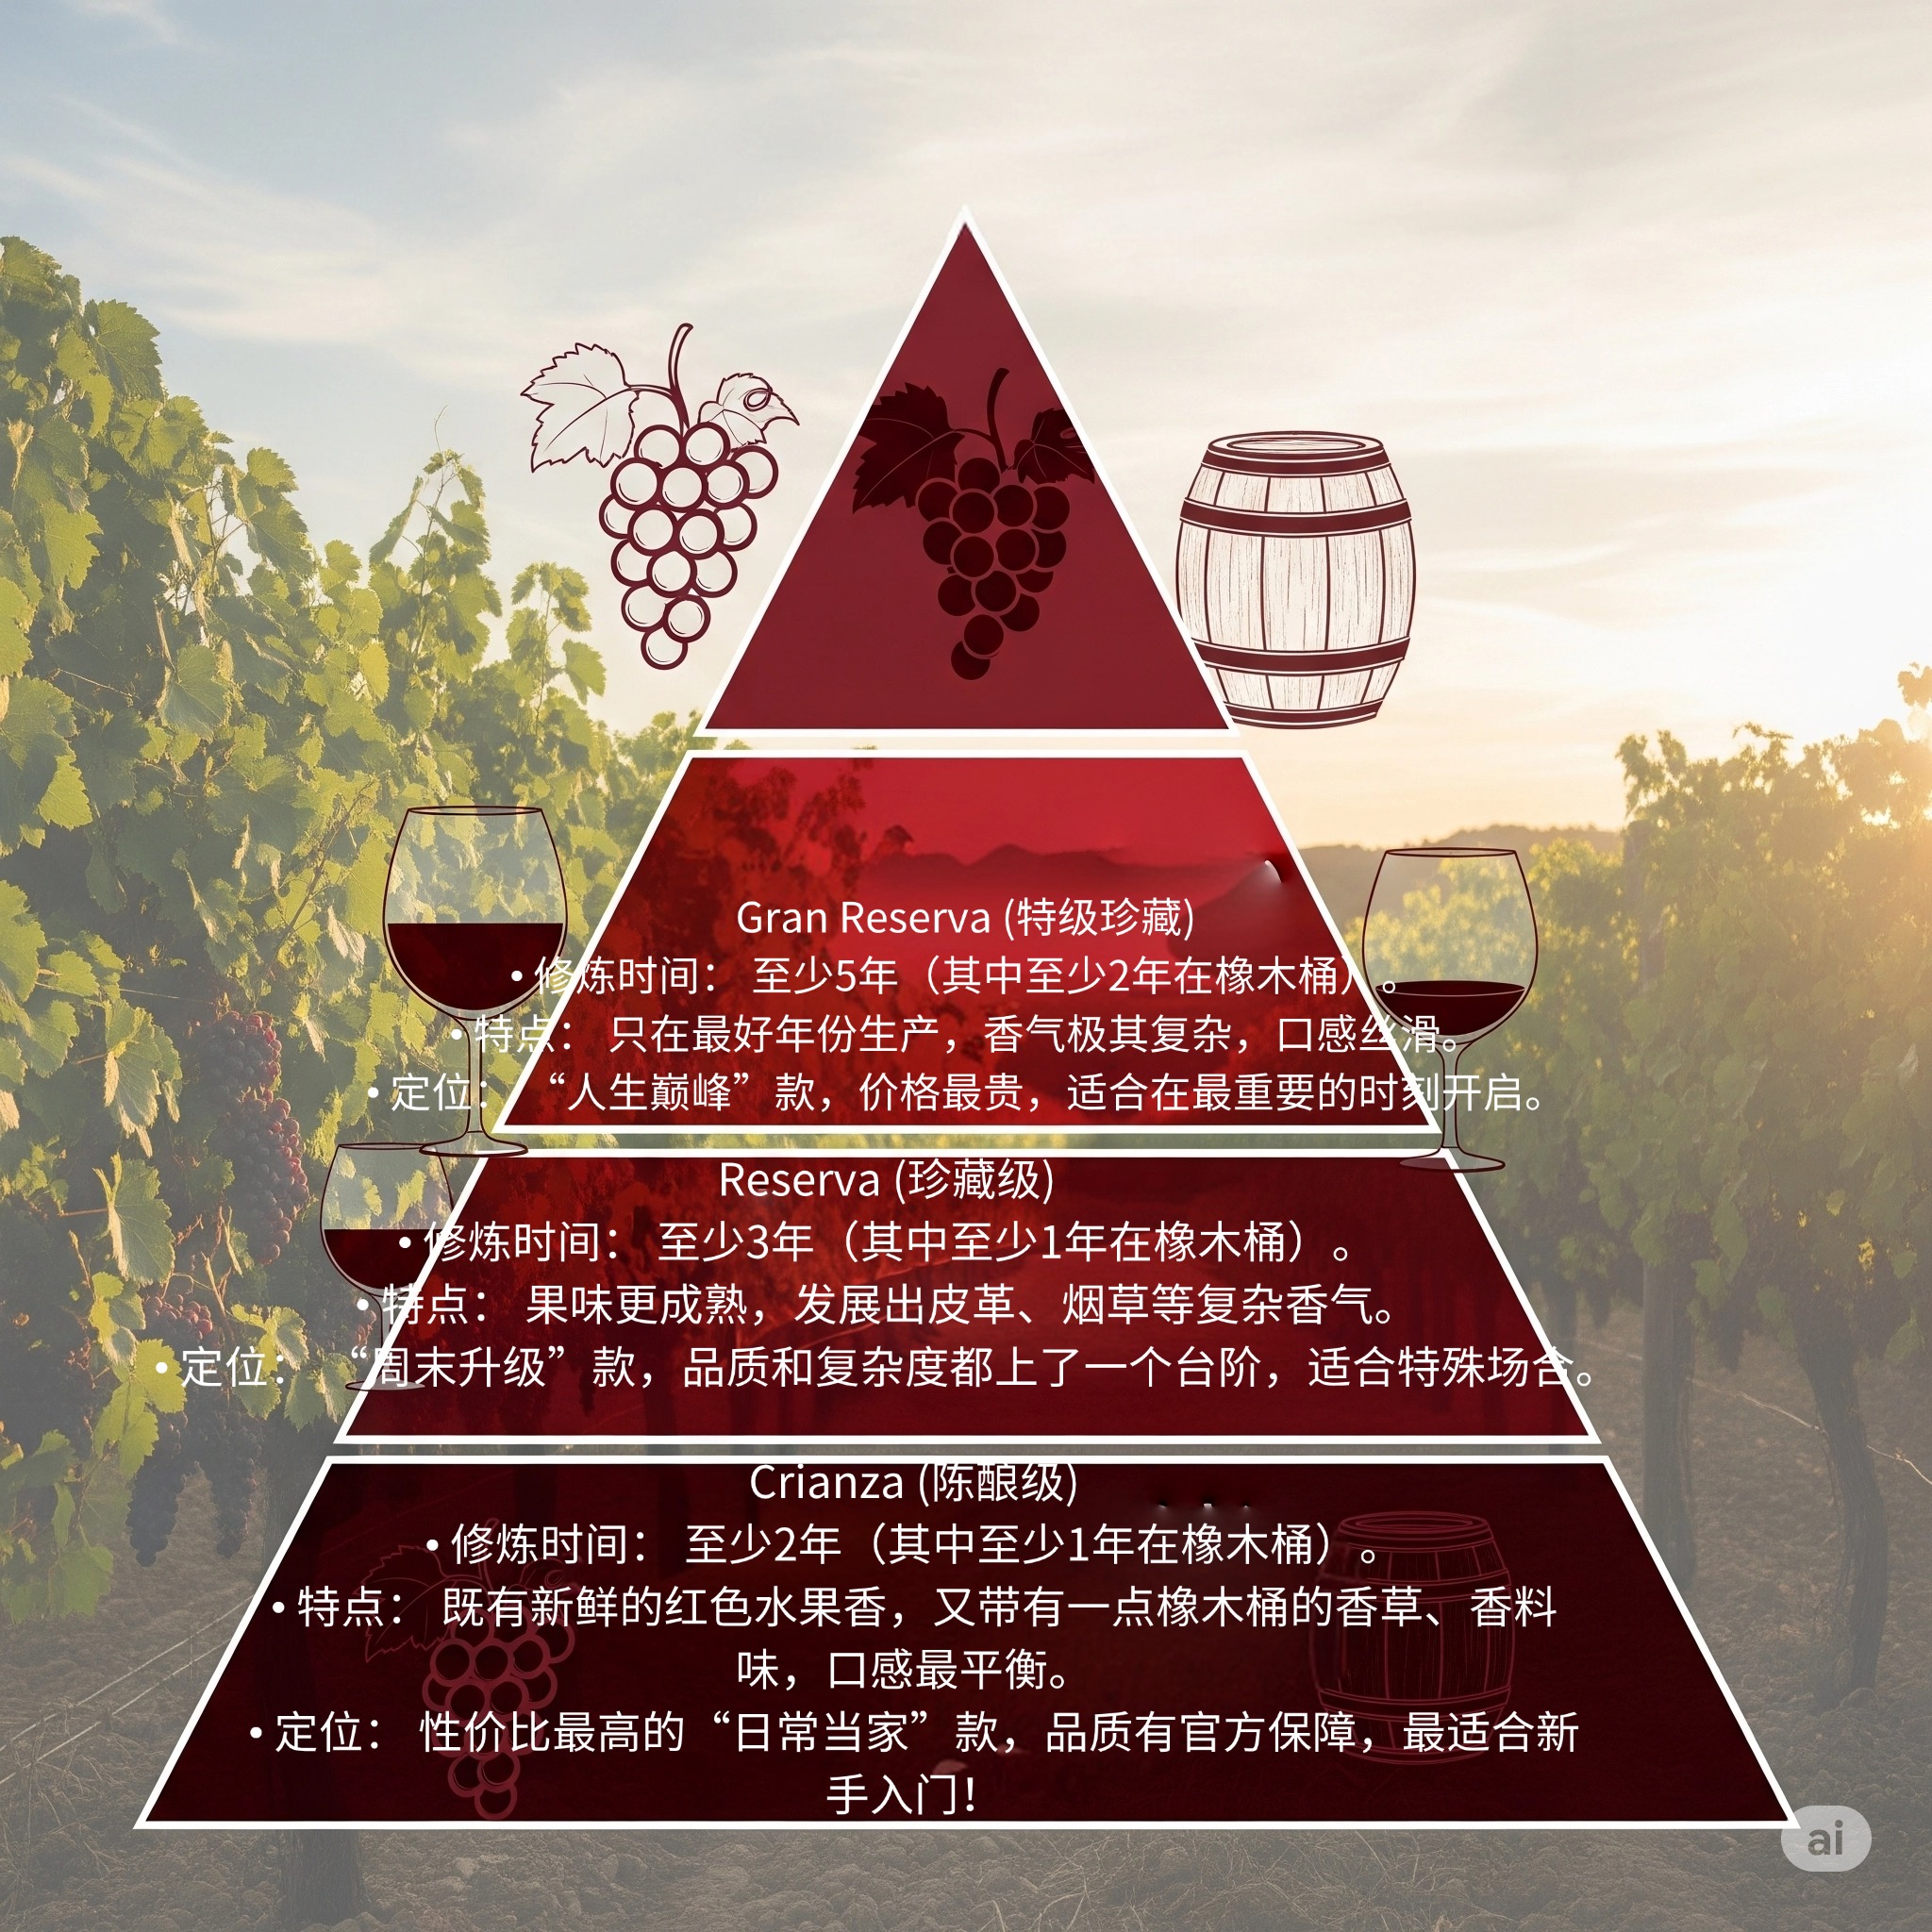 Gran Reserva (特级珍藏)
• 修炼时间： 至少5年（其中至少2年在橡木桶）。
• 特点： 只在最好年份生产，香气极其复杂，口感丝滑。
• 定位： “人生巅峰”款，价格最贵，适合在最重要的时刻开启。
Reserva (珍藏级)
• 修炼时间： 至少3年（其中至少1年在橡木桶）。
• 特点： 果味更成熟，发展出皮革、烟草等复杂香气。
• 定位： “周末升级”款，品质和复杂度都上了一个台阶，适合特殊场合。
Crianza (陈酿级)
• 修炼时间： 至少2年（其中至少1年在橡木桶）。
• 特点： 既有新鲜的红色水果香，又带有一点橡木桶的香草、香料
味，口感最平衡。
• 定位： 性价比最高的“日常当家”款，品质有官方保障，最适合新
手入门！
ai